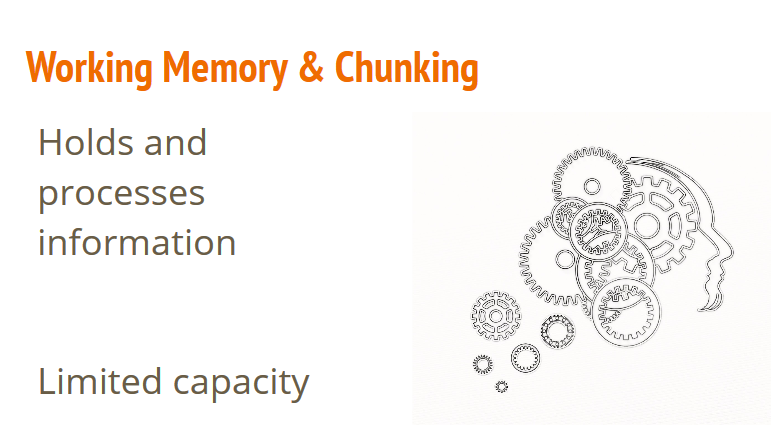 Working Memory & Chunking
Holds and
processes
information
Limited capacity